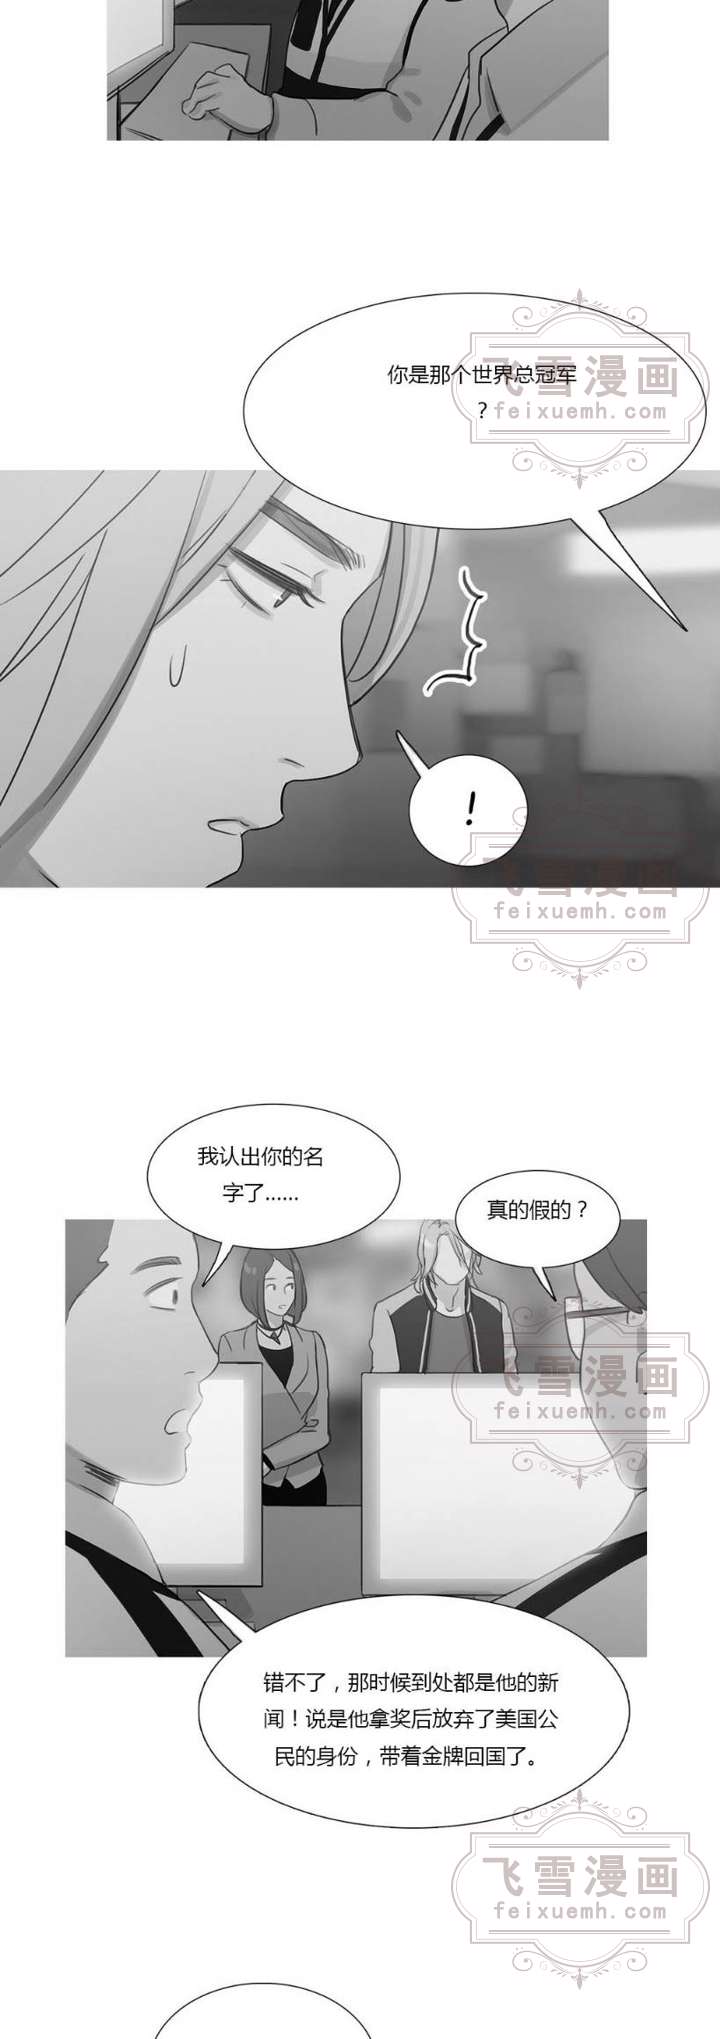 你是那个世界总冠军
？
飞雪漫画
feixuemh.com
！
飞雪漫画
feixuemh.com
我认出你的名
字了……
真的假的？
飞雪漫画
feixuemh.com
错不了，那时候到处都是他的新
闻！说是他拿奖后放弃了美国公
民的身份，带着金牌回国了。
飞雪漫画
feixuemh.com